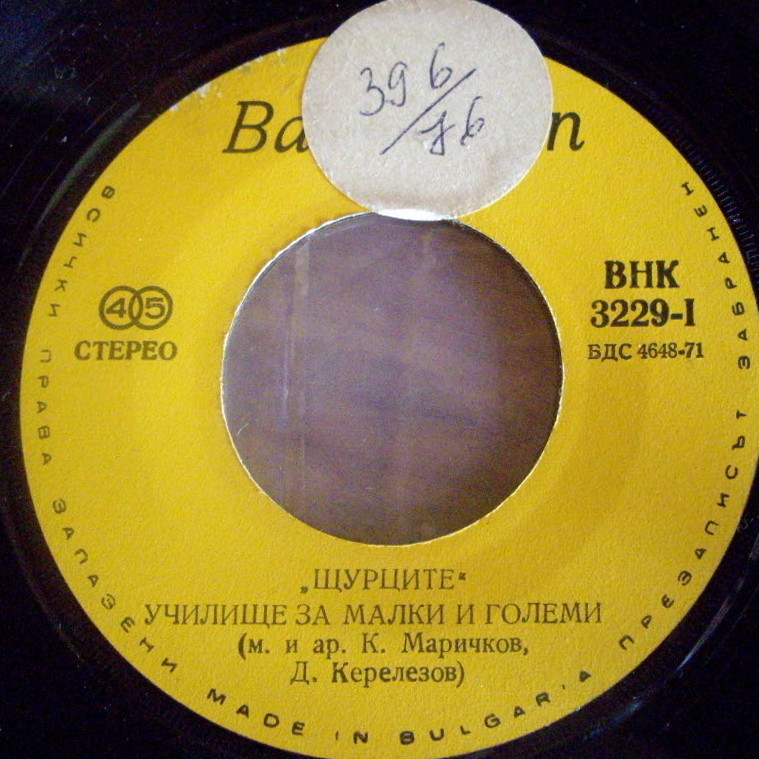 396/76
ВСИЧКИ ПРАВА ЗАПАЗЕНИ
ПРЕЗАПИСЪТ ЗАБРАНЕН
45
СТЕРЕО
ВНК
3229-I
БДС 4648-71
„ЩУРЦИТЕ“
УЧИЛИЩЕ ЗА МАЛКИ И ГОЛЕМИ
(м. и ар. К. Маричков,
Д. Керелезов)
MADE IN BULGARIA